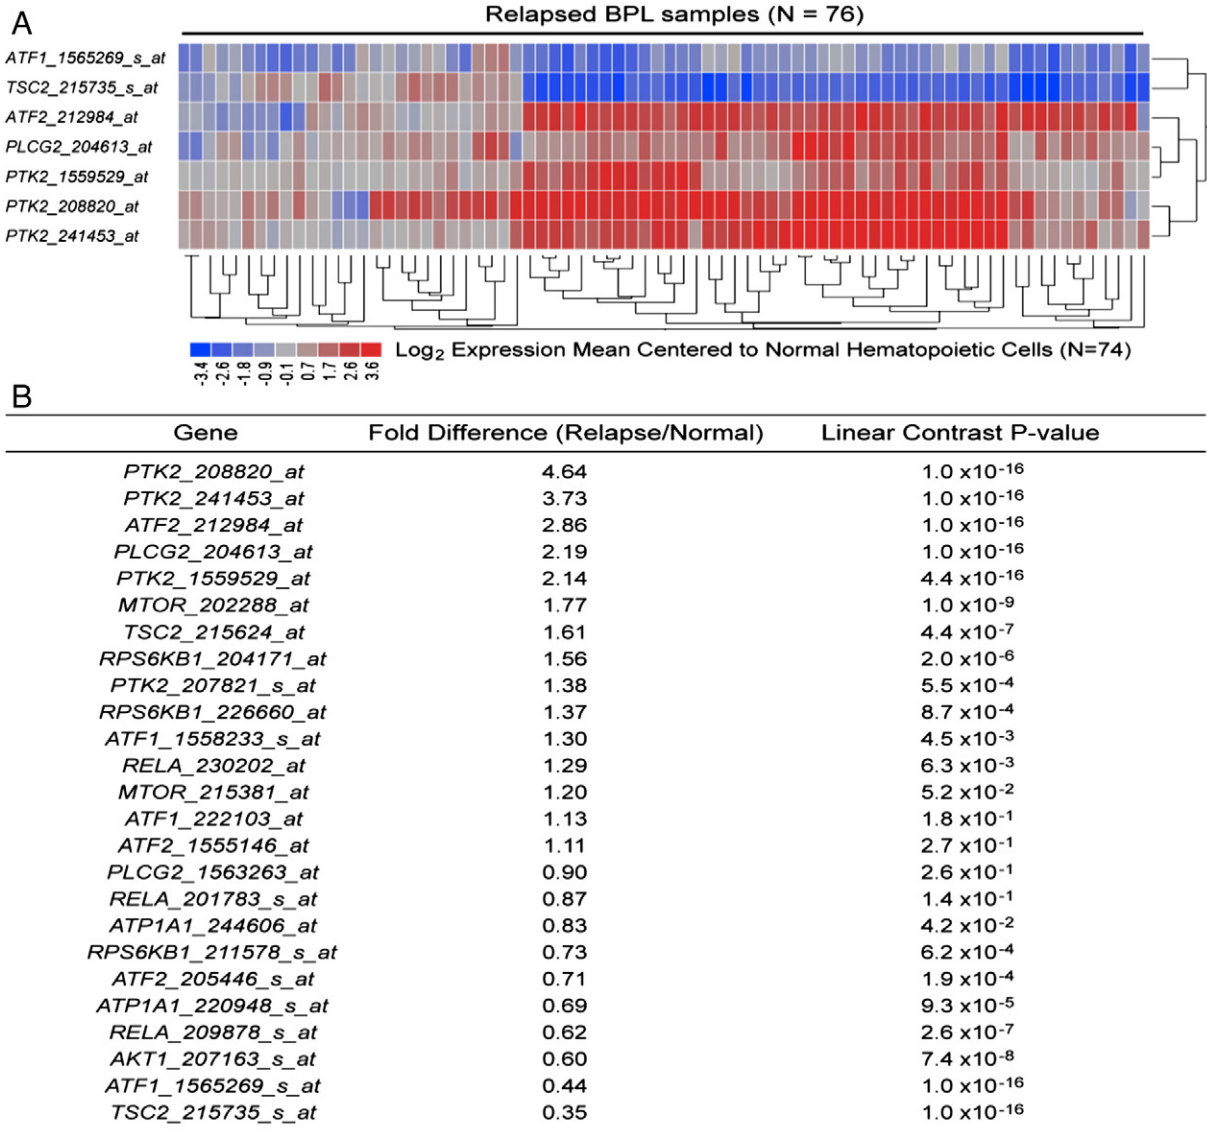 A
Relapsed BPL samples (N = 76)
ATF1_1565269_s_at
TSC2_215735_s_at
ATF2_212984_at
PLCG2_204613_at
PTK2_1559529_at
PTK2_208820_at
PTK2_241453_at
-3.4 -2.6 -1.8 -0.9 -0.1 0.7 1.7 2.6 3.6
Log2 Expression Mean Centered to Normal Hematopoietic Cells (N=74)
B
Gene Fold Difference (Relapse/Normal) Linear Contrast P-value
PTK2_208820_at 4.64 1.0 x10-16
PTK2_241453_at 3.73 1.0 x10-16
ATF2_212984_at 2.86 1.0 x10-16
PLCG2_204613_at 2.19 1.0 x10-16
PTK2_1559529_at 2.14 4.4 x10-16
MTOR_202288_at 1.77 1.0 x10-9
TSC2_215624_at 1.61 4.4 x10-7
RPS6KB1_204171_at 1.56 2.0 x10-6
PTK2_207821_s_at 1.38 5.5 x10-4
RPS6KB1_226660_at 1.37 8.7 x10-4
ATF1_1558233_s_at 1.30 4.5 x10-3
RELA_230202_at 1.29 6.3 x10-3
MTOR_215381_at 1.20 5.2 x10-2
ATF1_222103_at 1.13 1.8 x10-1
ATF2_1555146_at 1.11 2.7 x10-1
PLCG2_1563263_at 0.90 2.6 x10-1
RELA_201783_s_at 0.87 1.4 x10-1
ATP1A1_244606_at 0.83 4.2 x10-2
RPS6KB1_211578_s_at 0.73 6.2 x10-4
ATF2_205446_s_at 0.71 1.9 x10-4
ATP1A1_220948_s_at 0.69 9.3 x10-5
RELA_209878_s_at 0.62 2.6 x10-7
AKT1_207163_s_at 0.60 7.4 x10-8
ATF1_1565269_s_at 0.44 1.0 x10-16
TSC2_215735_s_at 0.35 1.0 x10-16